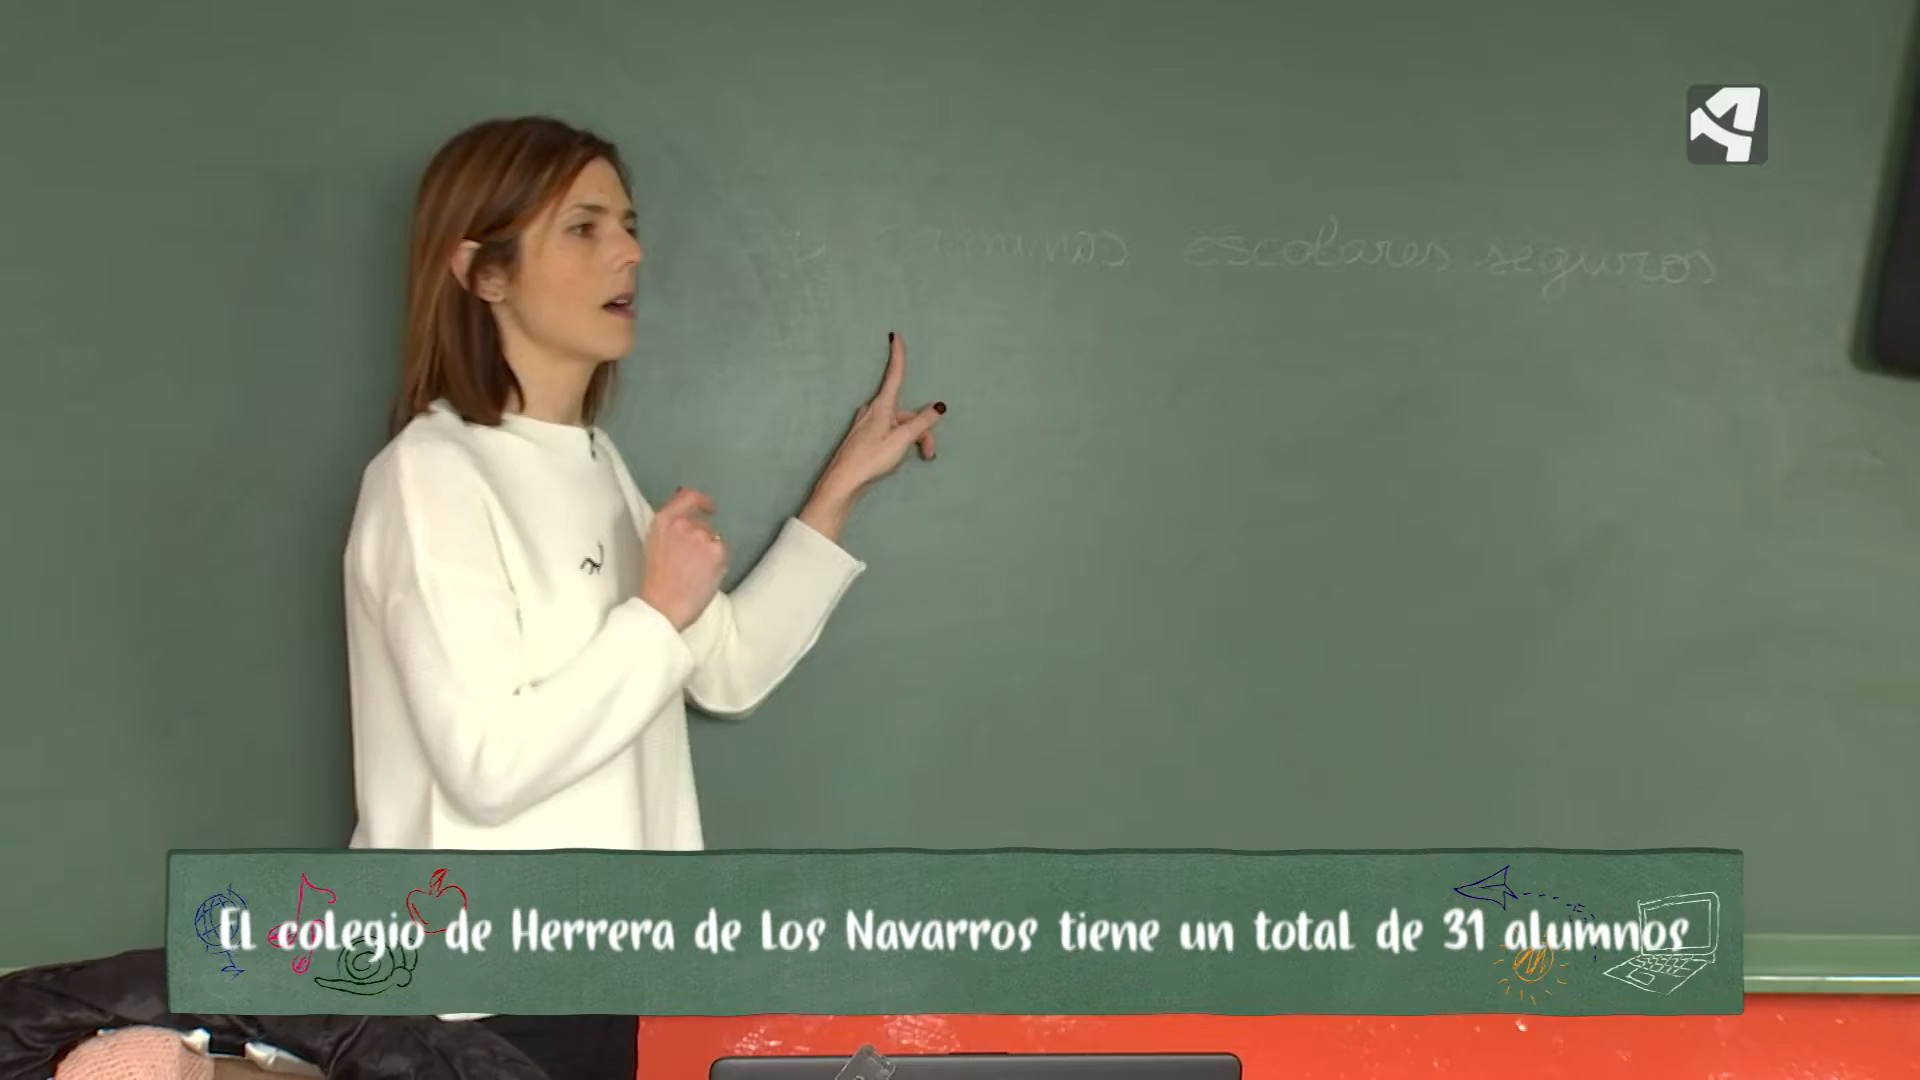 caminos escolares seguros
El colegio de Herrera de Los Navarros tiene un total de 31 alumnos